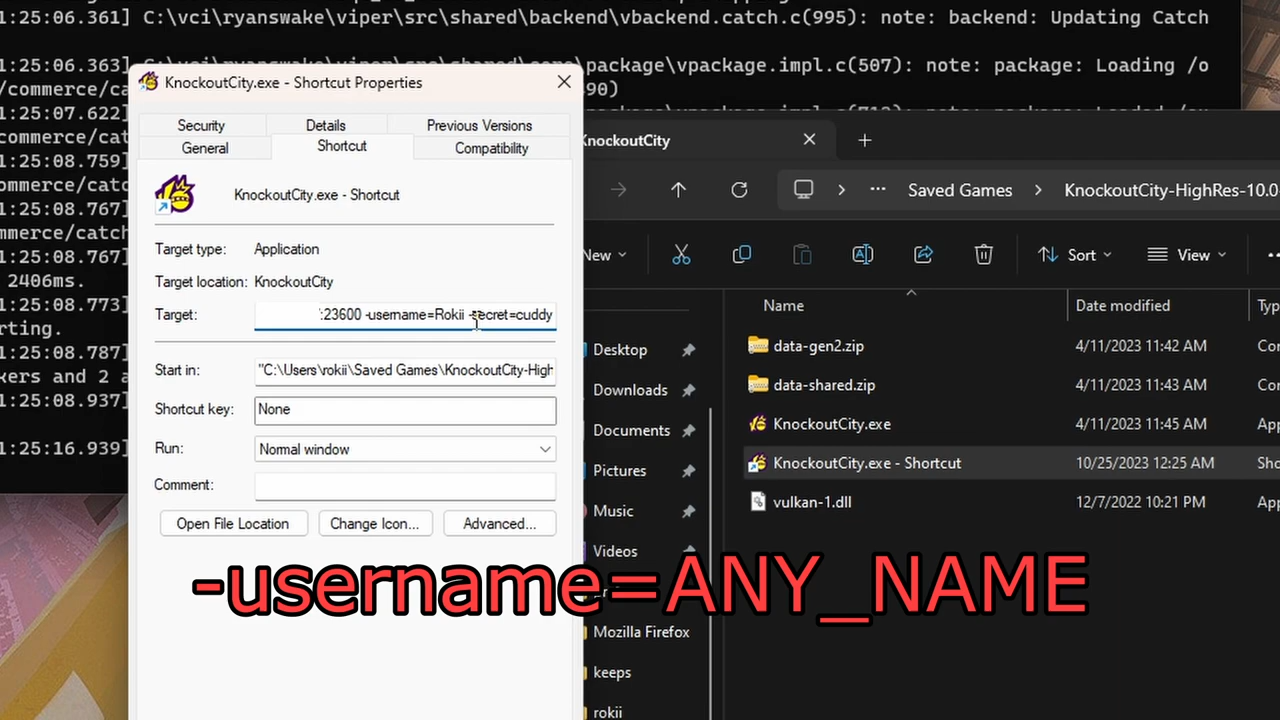 1:25:06.361] C:\vci\ryanswake\viper\src\shared\backend\vbackend.catch.c(995): note: backend: Updating Catch
1:25:06.363]
package\vpackage.impl.c(507): note: package: Loading /o
/commerce/cat
90)
1:25:07.622]
commerce/cat
1:25:08.759]
commerce/catc
1:25:08.767]
commerce/catc
1:25:08.767]
2406ms.
1:25:08.773]
rting.
1:25:08.787]
kers and 2 a
1:25:08.937]
1:25:16.939]
KnockoutCity.exe - Shortcut Properties
Security
Details
Previous Versions
General
Shortcut
Compatibility
KnockoutCity.exe - Shortcut
Target type:
Application
Target location:
KnockoutCity
Target:
:23600 -username=Rokii -secret=cuddy
Start in:
"C:\Users\rokii\Saved Games\KnockoutCity-High
Shortcut key:
None
Run:
Normal window
Comment:
Open File Location
Change Icon...
Advanced...
KnockoutCity
Saved Games
KnockoutCity-HighRes-10.0
New
Sort
View
Name
Date modified
Typ
Desktop
Downloads
Documents
Pictures
Music
Videos
Mozilla Firefox
keeps
rokii
data-gen2.zip
4/11/2023 11:42 AM
Cor
data-shared.zip
4/11/2023 11:43 AM
Cor
KnockoutCity.exe
4/11/2023 11:45 AM
App
KnockoutCity.exe - Shortcut
10/25/2023 12:25 AM
Sho
vulkan-1.dll
12/7/2022 10:21 PM
App
-username=ANY_NAME